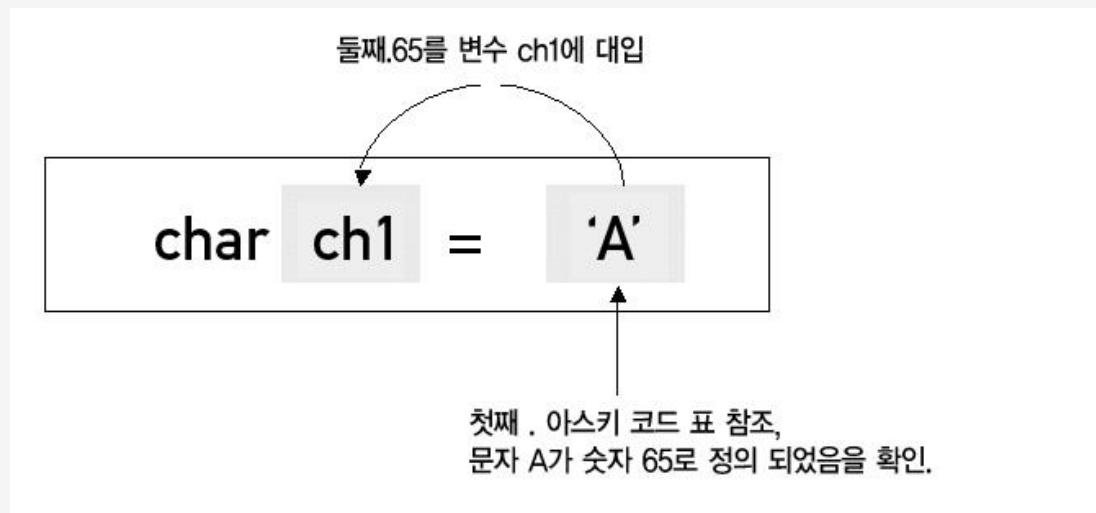 둘째.65를 변수 ch1에 대입
char ch1 = ‘A’
첫째 . 아스키 코드 표 참조,
문자 A가 숫자 65로 정의 되었음을 확인.